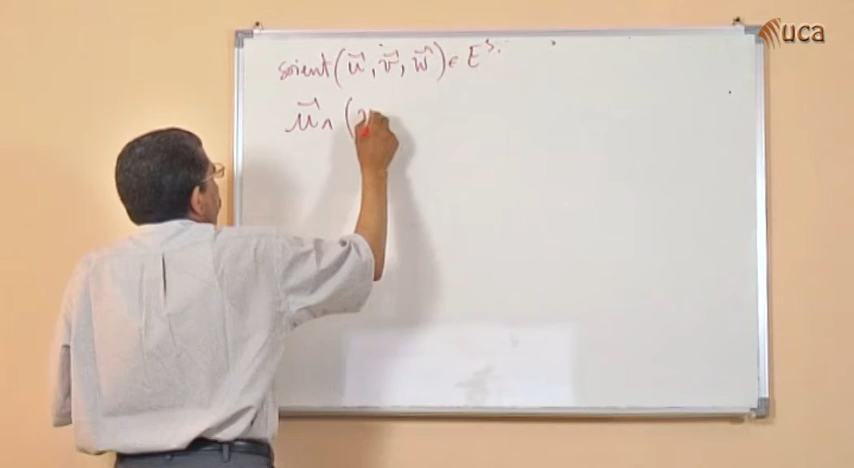 uca
soient (u⃗, v⃗, w⃗) ∈ E³.
u⃗ ∧ (